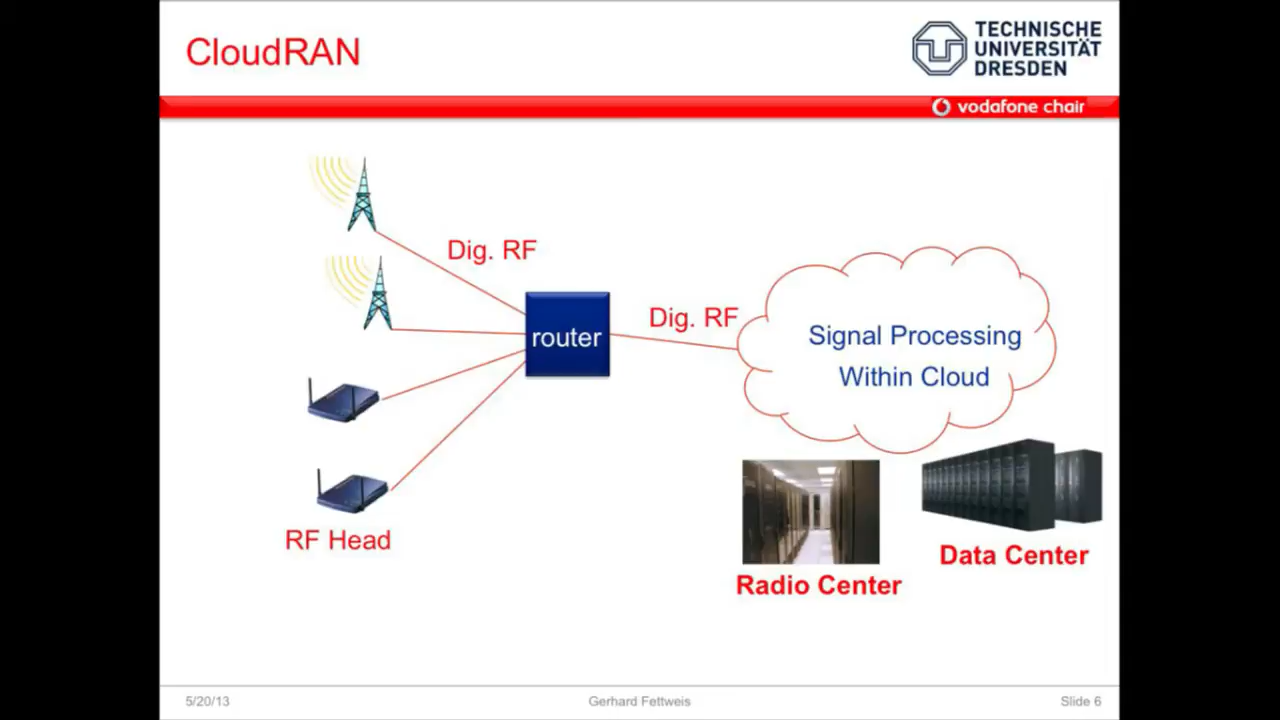 CloudRAN
TECHNISCHE
UNIVERSITÄT
DRESDEN
vodafone chair
Dig. RF
router
Dig. RF
Signal Processing
Within Cloud
RF Head
Data Center
Radio Center
5/20/13
Gerhard Fettweis
Slide 6